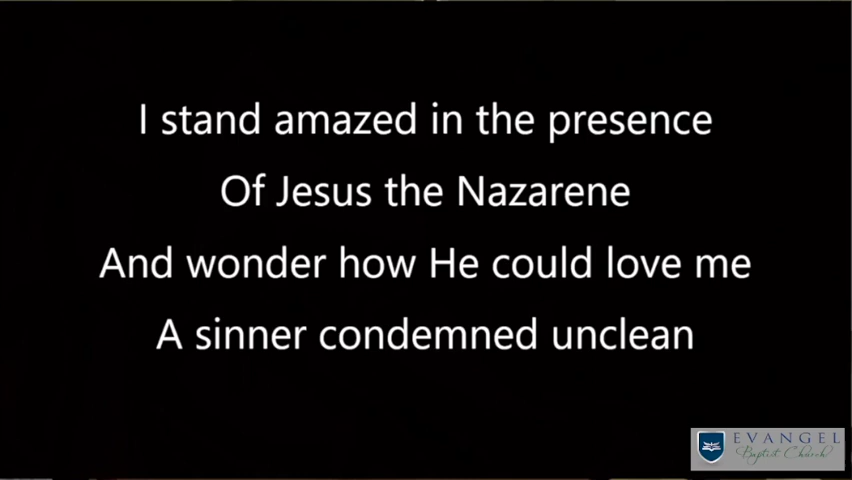 I stand amazed in the presence
Of Jesus the Nazarene
And wonder how He could love me
A sinner condemned unclean
EVANGEL
Baptist Church